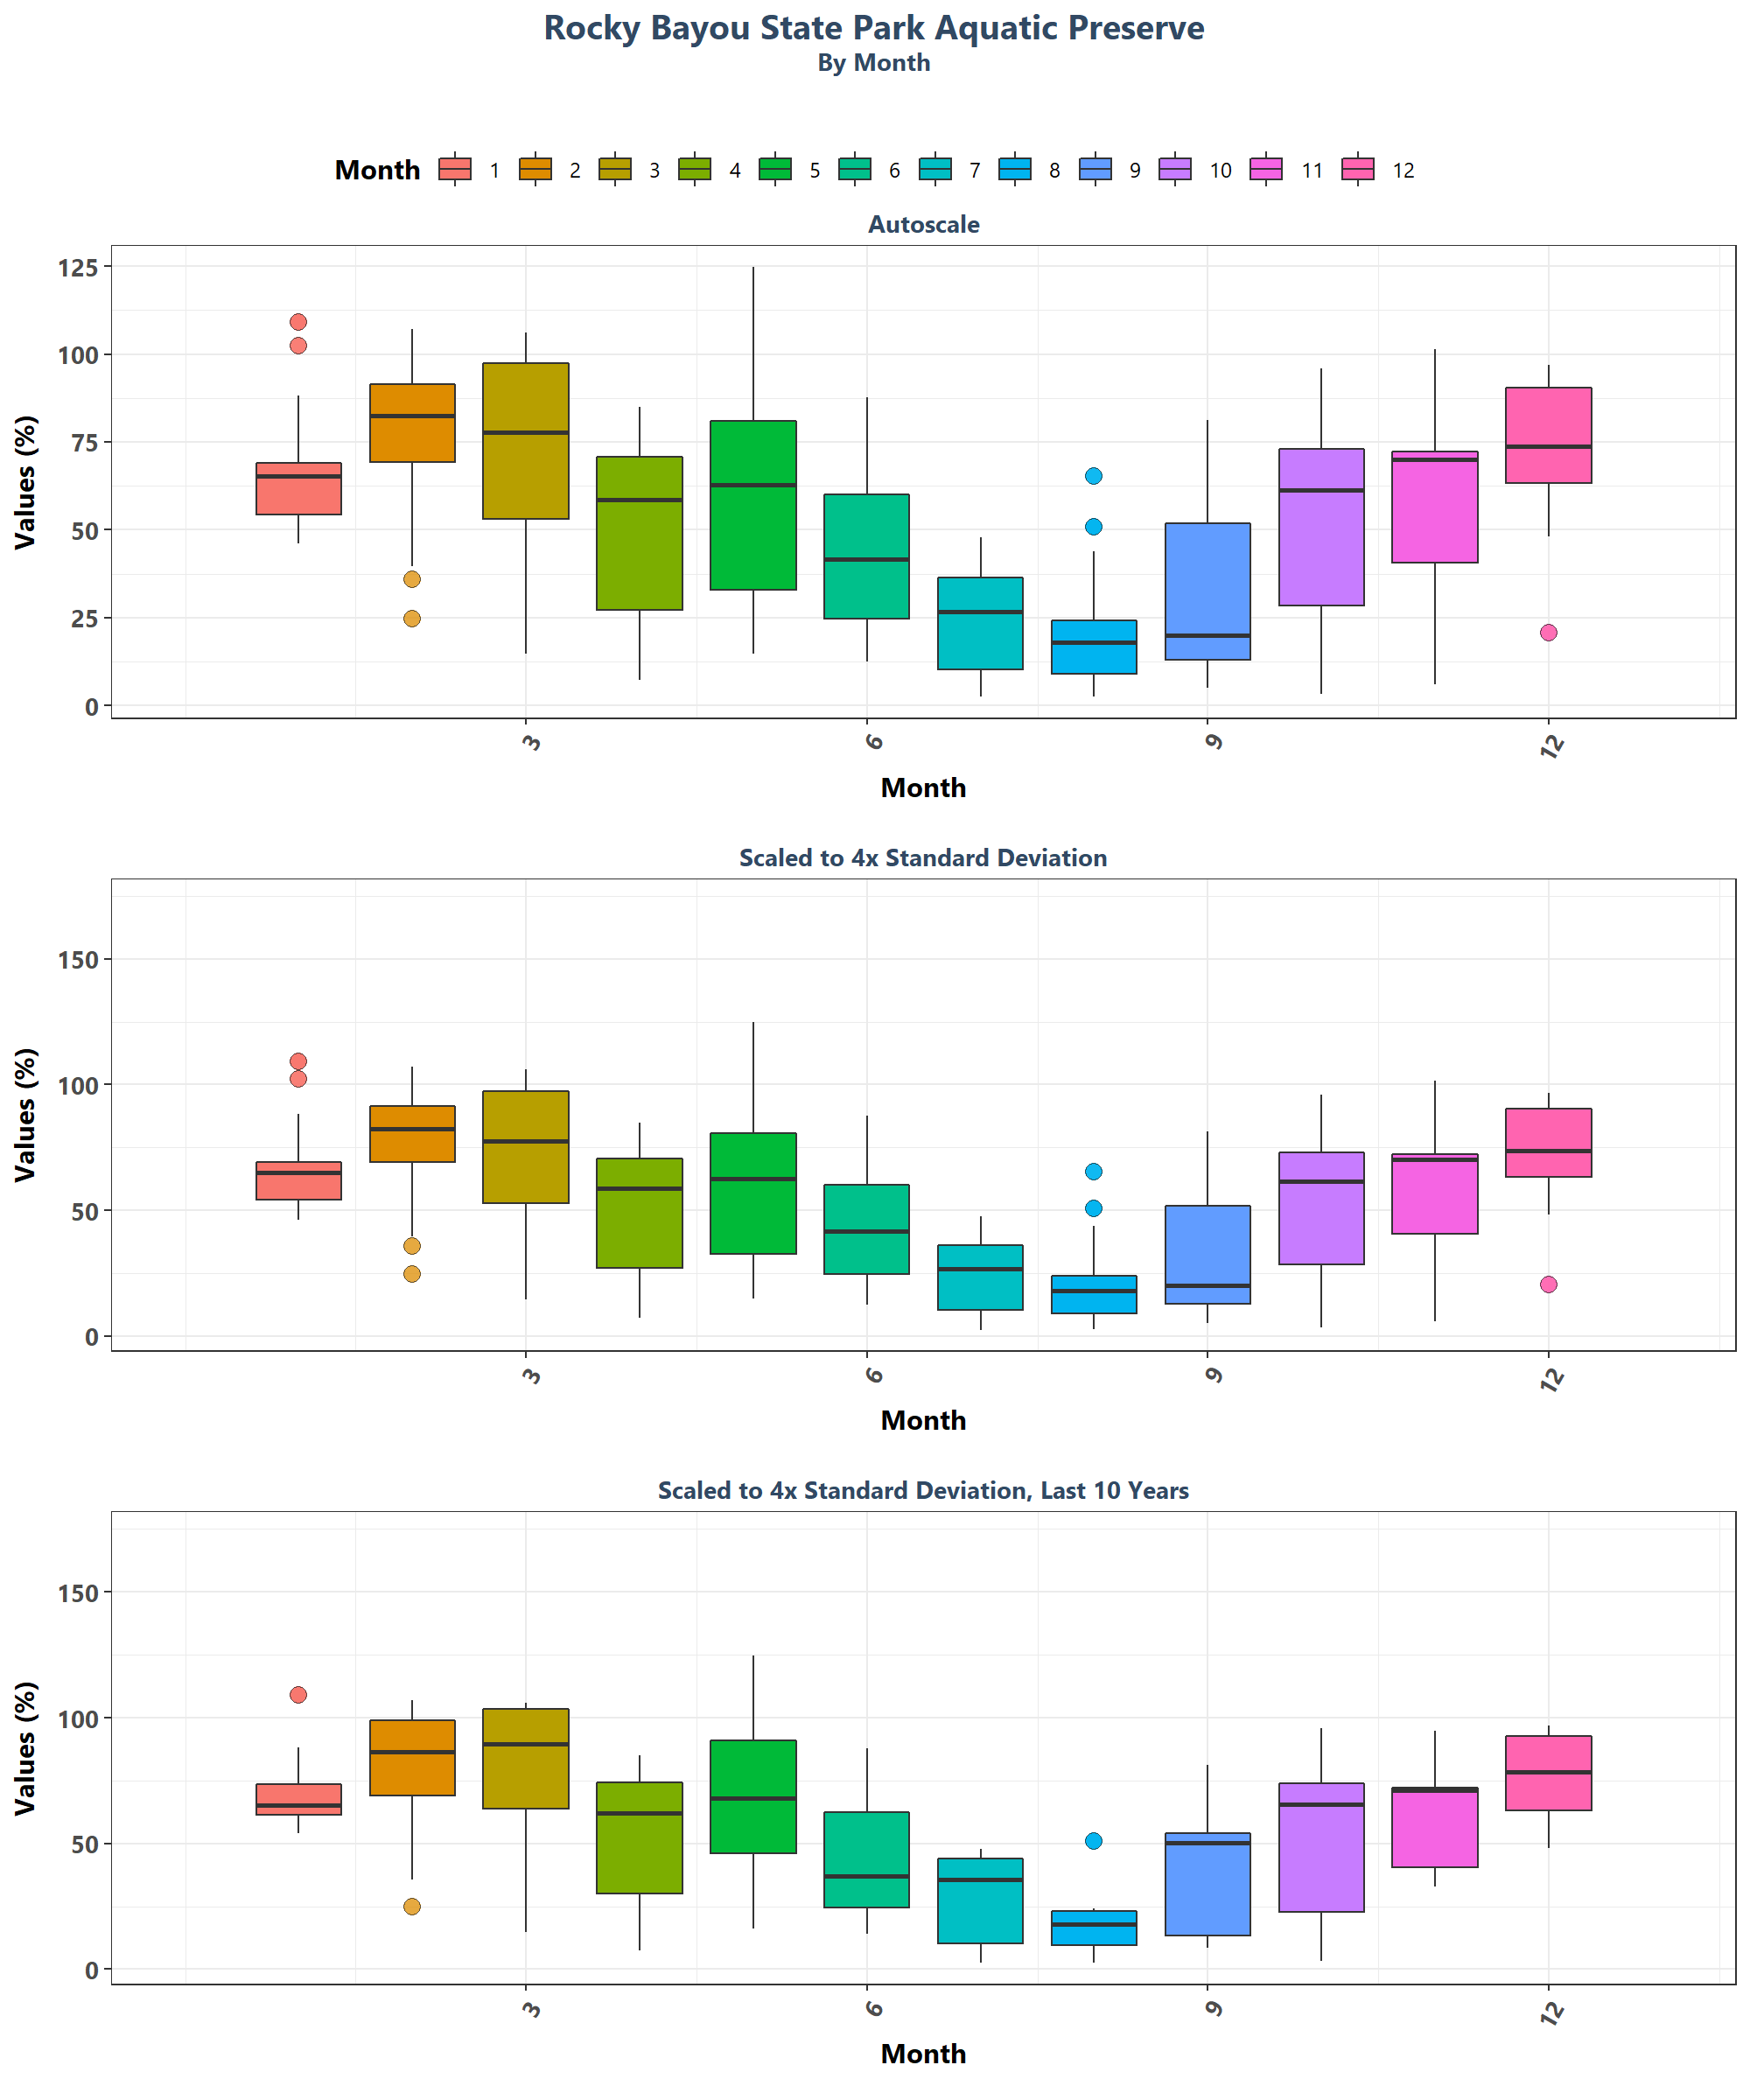 Rocky Bayou State Park Aquatic Preserve
By Month
Month 1 2 3 4 5 6 7 8 9 10 11 12
Autoscale
Values (%)
125
100
75
50
25
0
3 6 9 12
Month
Scaled to 4x Standard Deviation
Values (%)
150
100
50
0
3 6 9 12
Month
Scaled to 4x Standard Deviation, Last 10 Years
Values (%)
150
100
50
0
3 6 9 12
Month